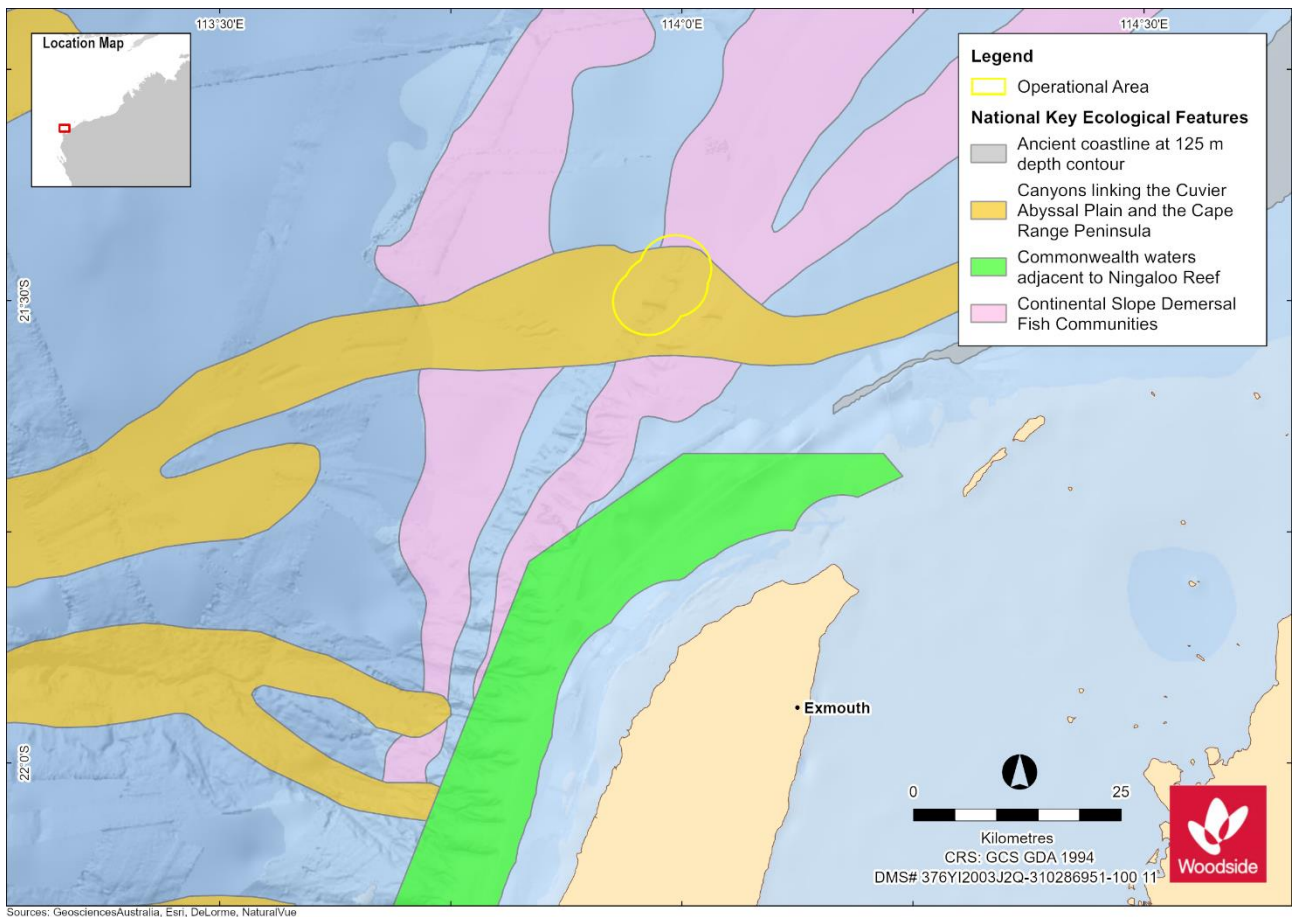 113°30'E
114°0'E
114°30'E
Location Map
Legend
Operational Area
National Key Ecological Features
Ancient coastline at 125 m
depth contour
Canyons linking the Cuvier
Abyssal Plain and the Cape
Range Peninsula
Commonwealth waters
adjacent to Ningaloo Reef
Continental Slope Demersal
Fish Communities
21°30'S
22°0'S
Exmouth
0 25
Kilometres
CRS: GCS GDA 1994
DMS# 376YI2003J2Q-310286951-100 11
Woodside
Sources: GeosciencesAustralia, Esri, DeLorme, NaturalVue